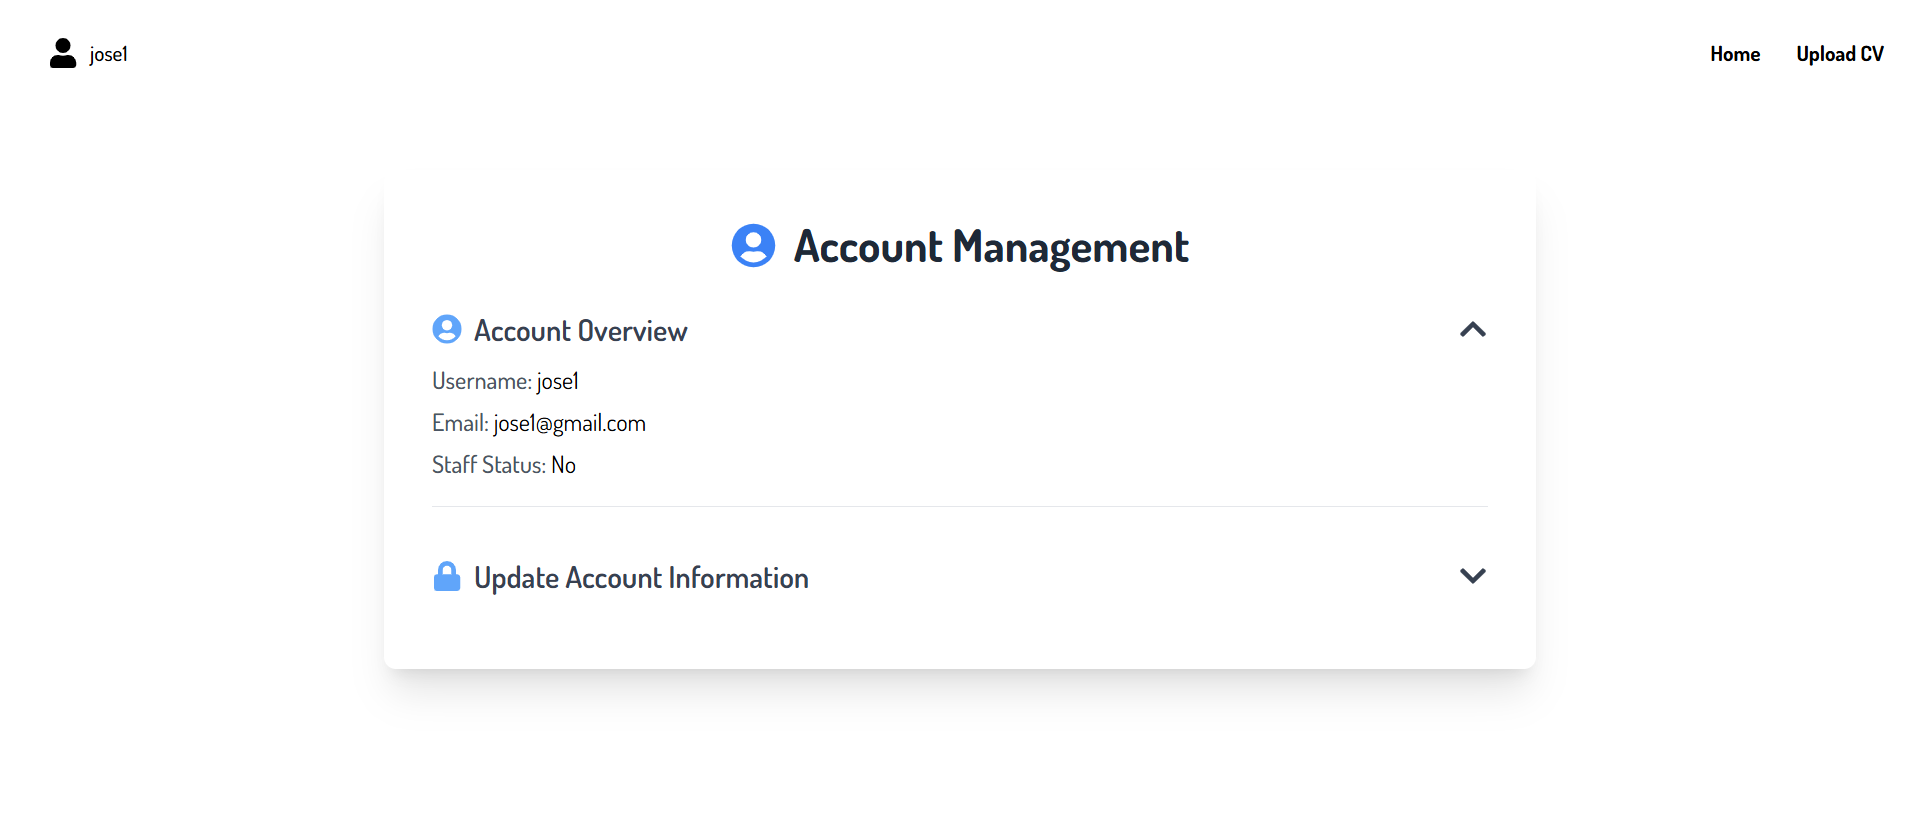 jose1
Home
Upload CV
Account Management
Account Overview
Username: jose1
Email: jose1@gmail.com
Staff Status: No
Update Account Information